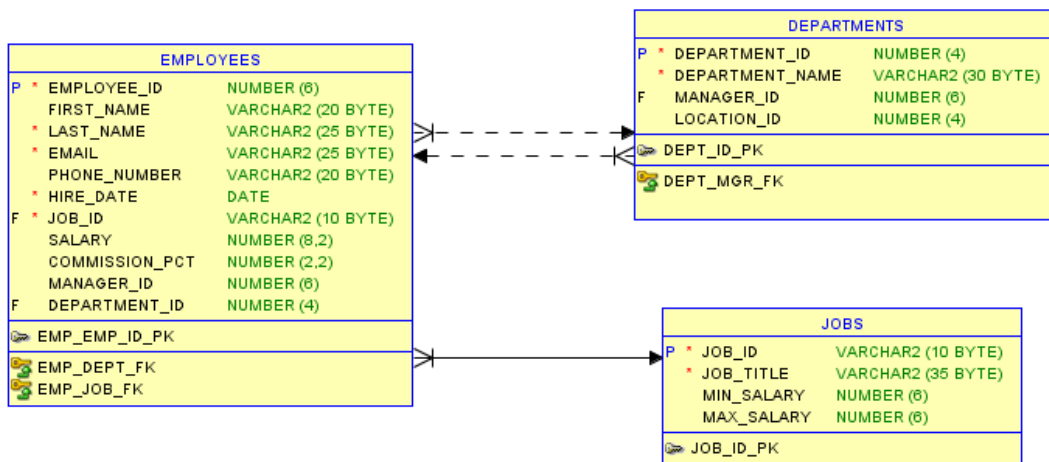 EMPLOYEES
P * EMPLOYEE_ID NUMBER (6)
FIRST_NAME VARCHAR2 (20 BYTE)
* LAST_NAME VARCHAR2 (25 BYTE)
* EMAIL VARCHAR2 (25 BYTE)
PHONE_NUMBER VARCHAR2 (20 BYTE)
* HIRE_DATE DATE
F * JOB_ID VARCHAR2 (10 BYTE)
SALARY NUMBER (8,2)
COMMISSION_PCT NUMBER (2,2)
MANAGER_ID NUMBER (6)
F DEPARTMENT_ID NUMBER (4)
EMP_EMP_ID_PK
EMP_DEPT_FK
EMP_JOB_FK
DEPARTMENTS
P * DEPARTMENT_ID NUMBER (4)
* DEPARTMENT_NAME VARCHAR2 (30 BYTE)
F MANAGER_ID NUMBER (6)
LOCATION_ID NUMBER (4)
DEPT_ID_PK
DEPT_MGR_FK
JOBS
P * JOB_ID VARCHAR2 (10 BYTE)
* JOB_TITLE VARCHAR2 (35 BYTE)
MIN_SALARY NUMBER (6)
MAX_SALARY NUMBER (6)
JOB_ID_PK